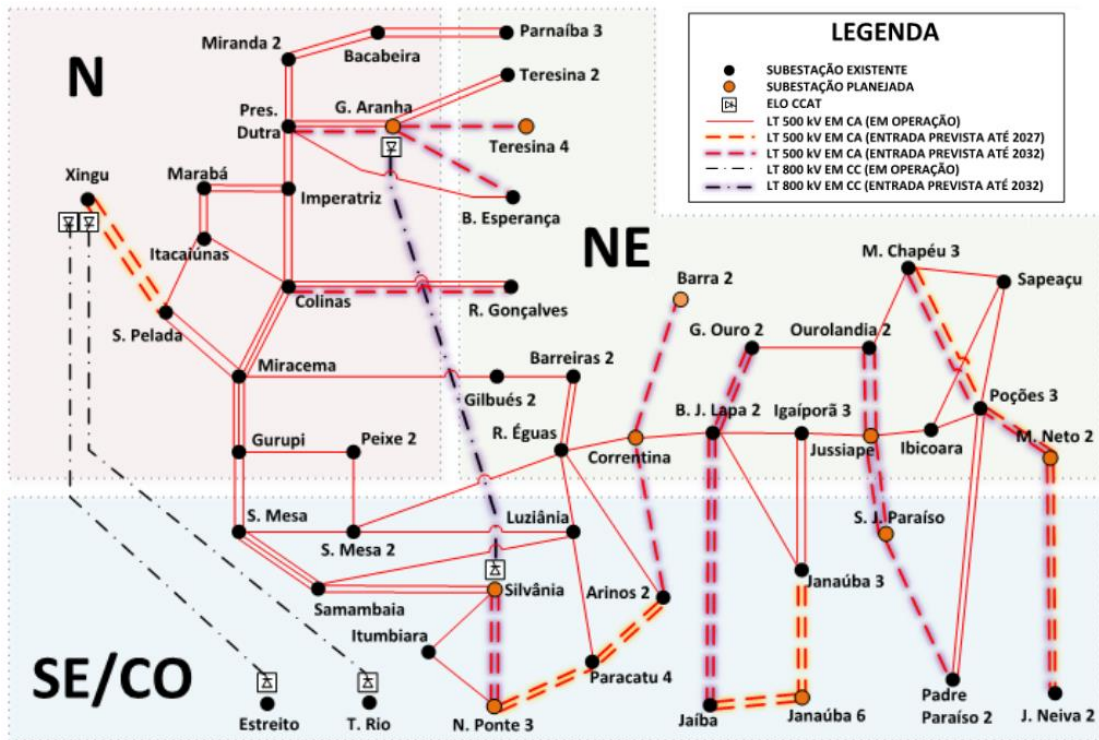 N
NE
SE/CO
LEGENDA
SUBESTAÇÃO EXISTENTE
SUBESTAÇÃO PLANEJADA
ELO CCAT
LT 500 kV EM CA (EM OPERAÇÃO)
LT 500 kV EM CA (ENTRADA PREVISTA ATÉ 2027)
LT 500 kV EM CA (ENTRADA PREVISTA ATÉ 2032)
LT 800 kV EM CC (EM OPERAÇÃO)
LT 800 kV EM CC (ENTRADA PREVISTA ATÉ 2032)
Miranda 2
Bacabeira
Parnaíba 3
Teresina 2
Pres.
Dutra
G. Aranha
Teresina 4
Xingu
Marabá
Imperatriz
B. Esperança
Itacaiúnas
Colinas
R. Gonçalves
S. Pelada
Miracema
Gilbués 2
Barreiras 2
Barra 2
G. Ouro 2
Ourolandia 2
M. Chapéu 3
Sapeaçu
Gurupi
Peixe 2
R. Éguas
Correntina
B. J. Lapa 2
Igaíporã 3
Jussiape
Ibicoara
Poções 3
M. Neto 2
S. Mesa
S. Mesa 2
Luziânia
S. J. Paraíso
Samambaia
Silvânia
Arinos 2
Janaúba 3
Itumbiara
Paracatu 4
Estreito
T. Rio
N. Ponte 3
Jaíba
Janaúba 6
Padre
Paraíso 2
J. Neiva 2